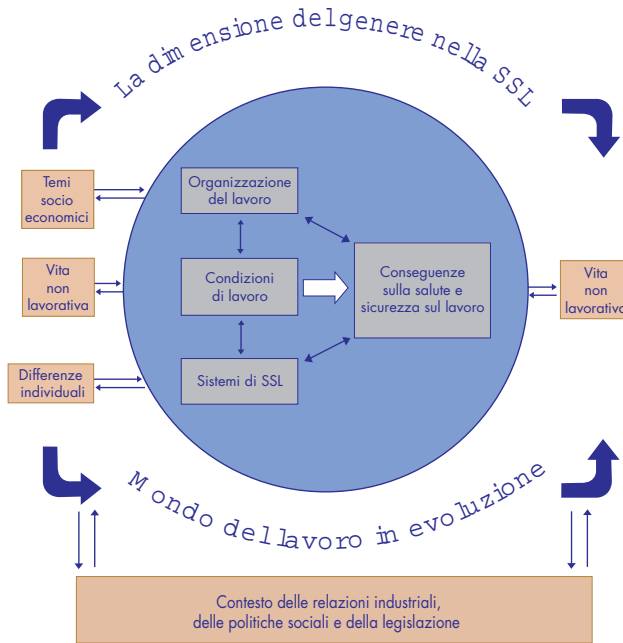 La dimensione del genere nella SSL
Temi
socio
economici
Organizzazione
del lavoro
Vita
non
lavorativa
Condizioni
di lavoro
Conseguenze
sulla salute e
sicurezza sul lavoro
Vita
non
lavorativa
Differenze
individuali
Sistemi di SSL
Mondo del lavoro in evoluzione
Contesto delle relazioni industriali,
delle politiche sociali e della legislazione